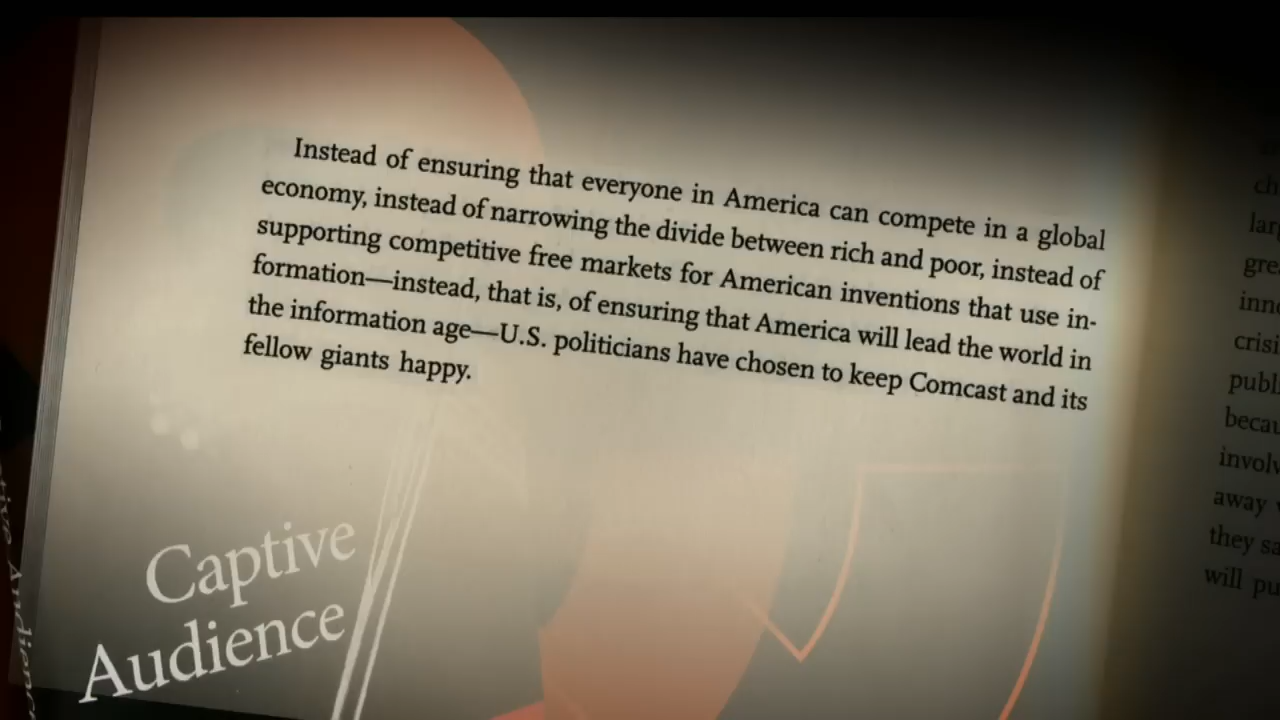 Instead of ensuring that everyone in America can compete in a global
economy, instead of narrowing the divide between rich and poor, instead of
supporting competitive free markets for American inventions that use in-
formation—instead, that is, of ensuring that America will lead the world in
the information age—U.S. politicians have chosen to keep Comcast and its
fellow giants happy.
Captive
Audience
they
will
away